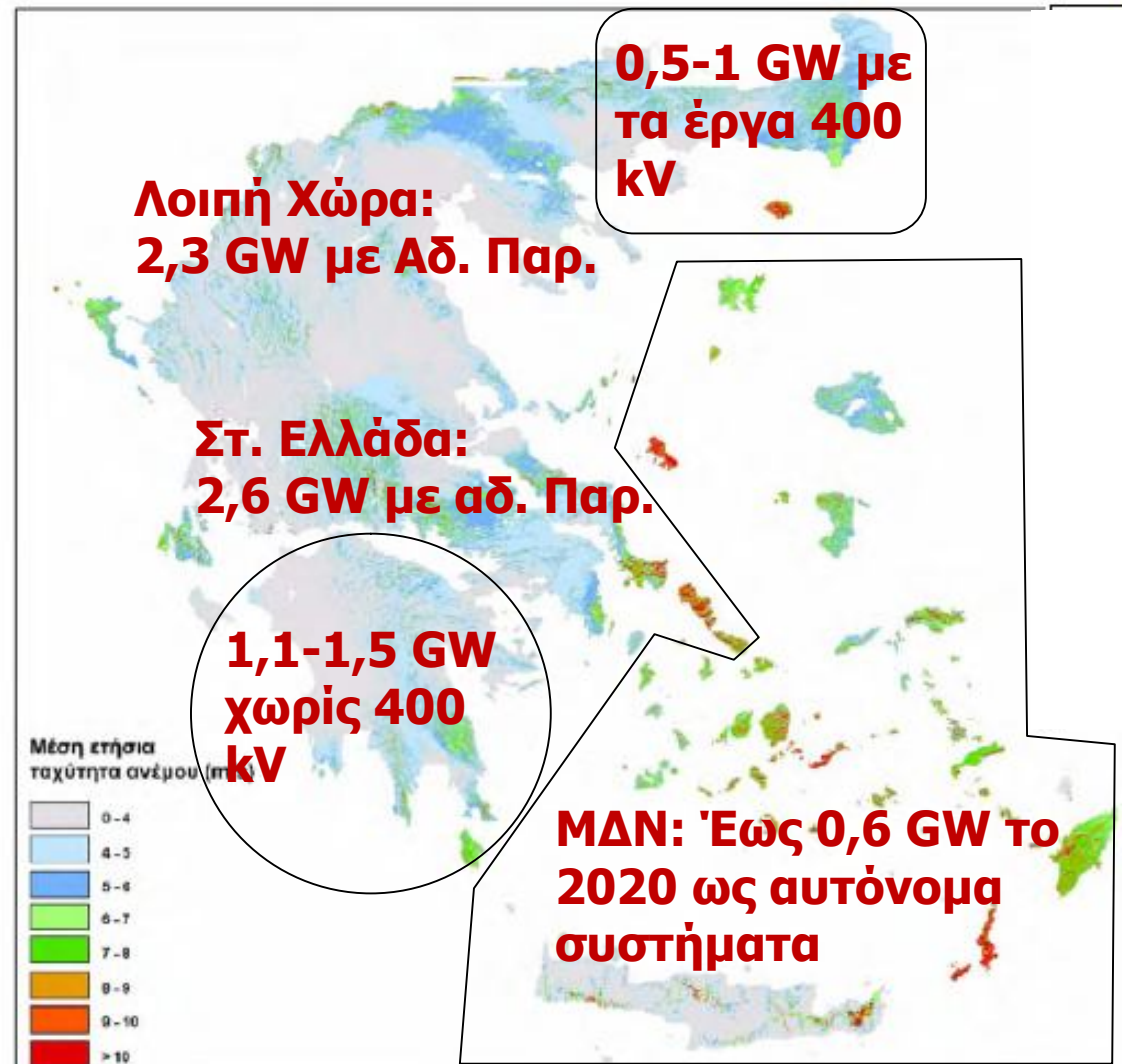 0,5-1 GW με
τα έργα 400
kV
Λοιπή Χώρα:
2,3 GW με Αδ. Παρ.
Στ. Ελλάδα:
2,6 GW με αδ. Παρ.
1,1-1,5 GW
χωρίς 400
kV
Μέση ετήσια
ταχύτητα ανέμου
0-4
4-5
5-6
6-7
7-8
8-9
9-10
>10
ΜΔΝ: Έως 0,6 GW το
2020 ως αυτόνομα
συστήματα